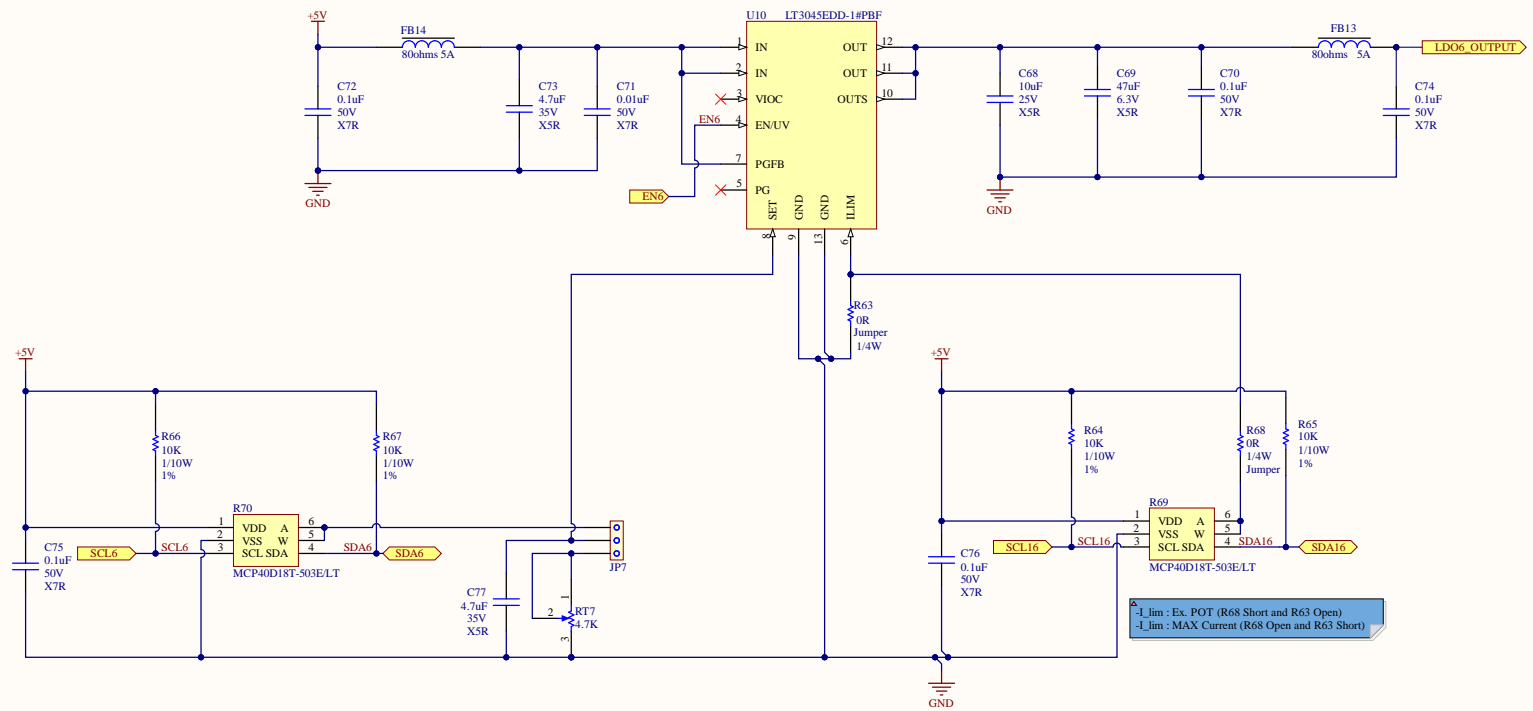 +5V
FB14
80ohms 5A
C72
0.1uF
50V
X7R
C73
4.7uF
35V
X5R
C71
0.01uF
50V
X7R
GND
U10 LT3045EDD-1#PBF
1 IN
2 IN
3 VIOC
EN6 4 EN/UV
7 PGFB
5 PG
OUT 12
OUT 11
OUTS 10
SET
GND
GND
ILIM
8
9
13
6
EN6
C68
10uF
25V
X5R
C69
47uF
6.3V
X5R
C70
0.1uF
50V
X7R
FB13
80ohms 5A
LDO6_OUTPUT
C74
0.1uF
50V
X7R
GND
R63
0R
Jumper
1/4W
+5V
R66
10K
1/10W
1%
R67
10K
1/10W
1%
R70
1 VDD A 6
2 VSS W 5
3 SCL SDA 4
MCP40D18T-503E/LT
SCL6
SCL6
SDA6
SDA6
C75
0.1uF
50V
X7R
JP7
C77
4.7uF
35V
X5R
1
2
3
RT7
4.7K
+5V
R64
10K
1/10W
1%
R68
0R
1/4W
Jumper
R65
10K
1/10W
1%
R69
1 VDD A 6
2 VSS W 5
3 SCL SDA 4
MCP40D18T-503E/LT
SCL16
SCL16
SDA16
SDA16
C76
0.1uF
50V
X7R
GND
-I_lim : Ex. POT (R68 Short and R63 Open)
-I_lim : MAX Current (R68 Open and R63 Short)